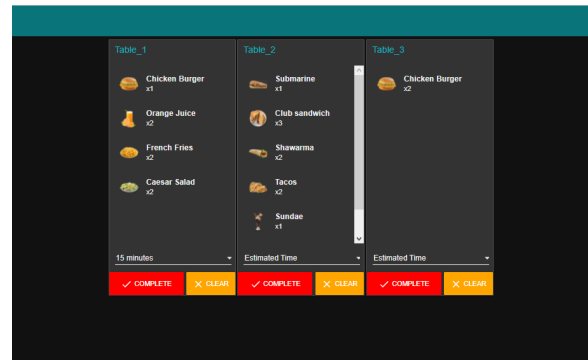 Table_1
Chicken Burger
x1
Orange Juice
x2
French Fries
x2
Caesar Salad
x2
15 minutes
COMPLETE
CLEAR
Table_2
Submarine
x1
Club sandwich
x3
Shawarma
x2
Tacos
x2
Sundae
x1
Estimated Time
COMPLETE
CLEAR
Table_3
Chicken Burger
x2
Estimated Time
COMPLETE
CLEAR